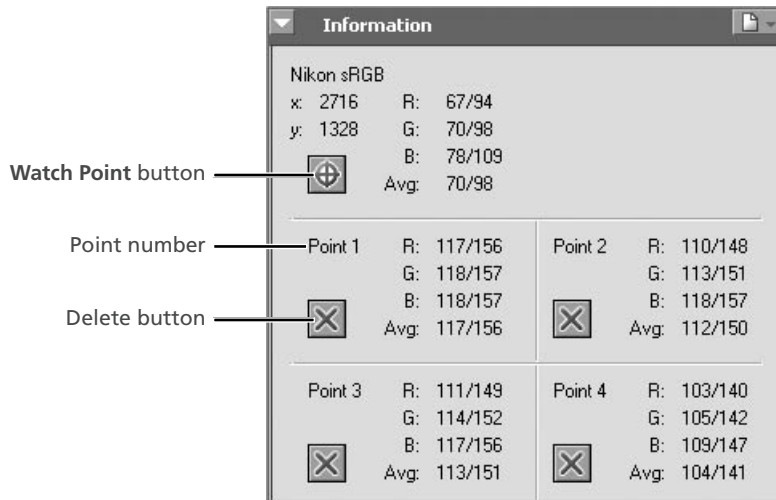 Information
Nikon sRGB
x: 2716 R: 67/94
y: 1328 G: 70/98
B: 78/109
Avg: 70/98
Watch Point button
Point number
Delete button
Point 1 R: 117/156
G: 118/157
B: 118/157
Avg: 117/156
Point 2 R: 110/148
G: 113/151
B: 118/157
Avg: 112/150
Point 3 R: 111/149
G: 114/152
B: 117/156
Avg: 113/151
Point 4 R: 103/140
G: 105/142
B: 109/147
Avg: 104/141